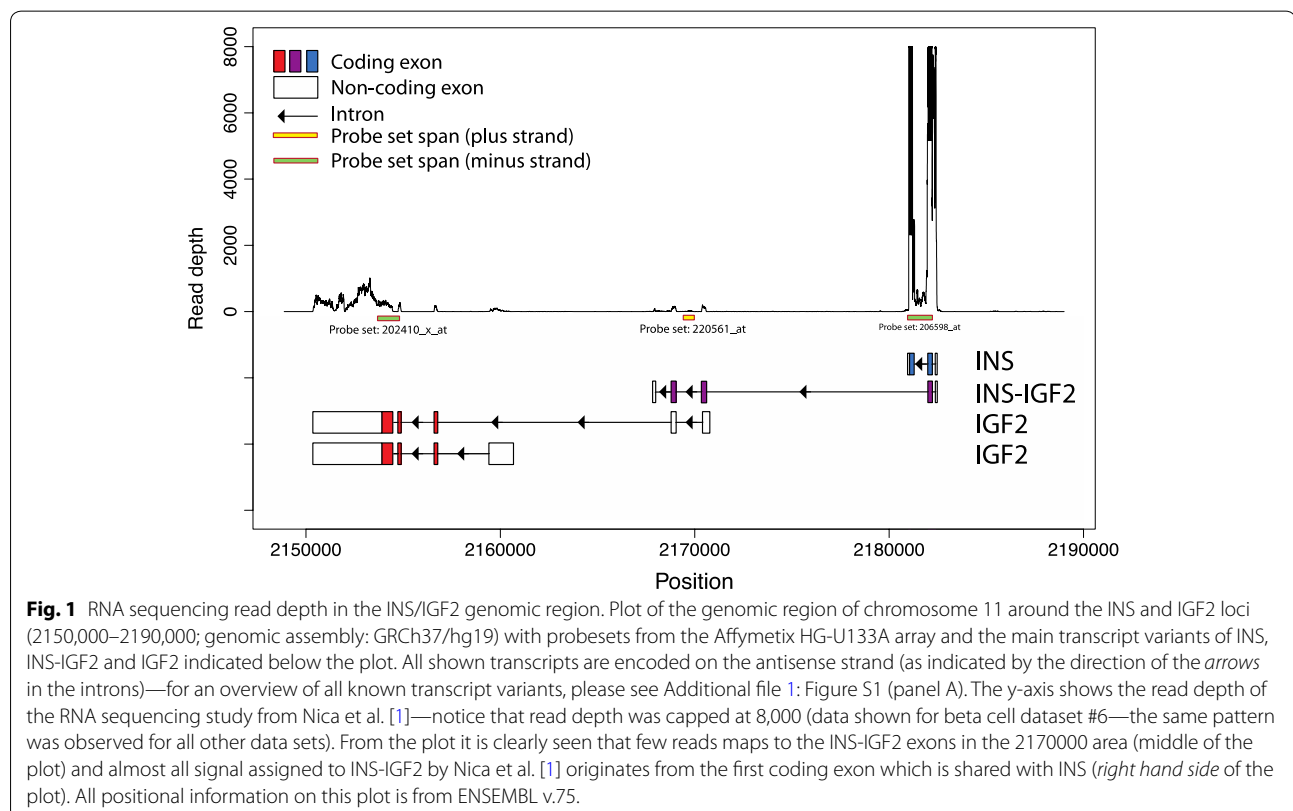 8000
6000
4000
2000
0
Read depth
Coding exon
Non-coding exon
Intron
Probe set span (plus strand)
Probe set span (minus strand)
Probe set: 202410_x_at
Probe set: 220561_at
Probe set: 206598_at
INS
INS-IGF2
IGF2
IGF2
2150000
2160000
2170000
2180000
2190000
Position
Fig. 1 RNA sequencing read depth in the INS/IGF2 genomic region. Plot of the genomic region of chromosome 11 around the INS and IGF2 loci
(2150,000–2190,000; genomic assembly: GRCh37/hg19) with probesets from the Affymetix HG-U133A array and the main transcript variants of INS,
INS-IGF2 and IGF2 indicated below the plot. All shown transcripts are encoded on the antisense strand (as indicated by the direction of the arrows
in the introns)—for an overview of all known transcript variants, please see Additional file 1: Figure S1 (panel A). The y-axis shows the read depth of
the RNA sequencing study from Nica et al. [1]—notice that read depth was capped at 8,000 (data shown for beta cell dataset #6—the same pattern
was observed for all other data sets). From the plot it is clearly seen that few reads maps to the INS-IGF2 exons in the 2170000 area (middle of the
plot) and almost all signal assigned to INS-IGF2 by Nica et al. [1] originates from the first coding exon which is shared with INS (right hand side of the
plot). All positional information on this plot is from ENSEMBL v.75.